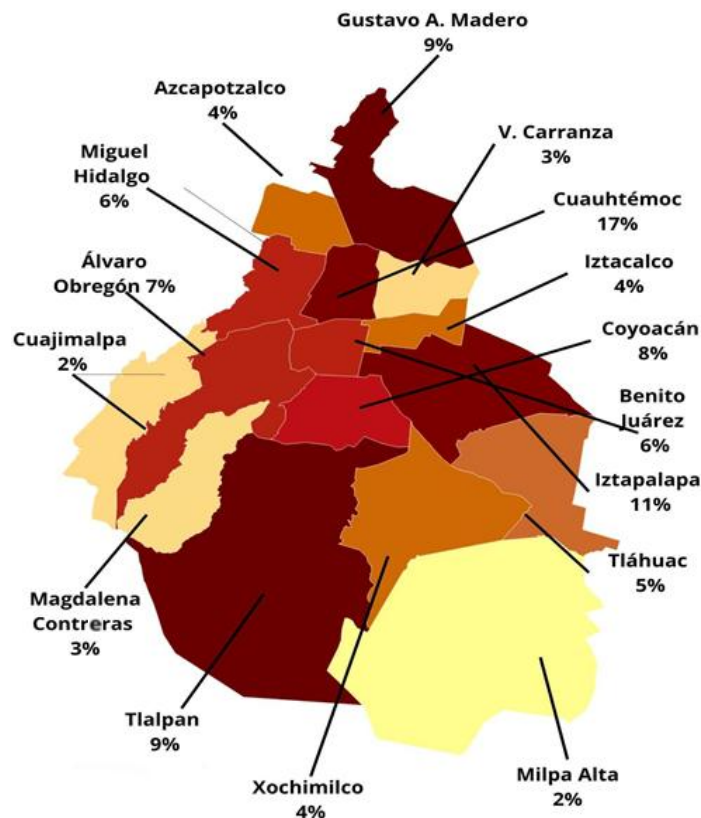 Gustavo A. Madero
9%
Azcapotzalco
4%
V. Carranza
3%
Miguel
Hidalgo
6%
Cuauhtémoc
17%
Álvaro
Obregón 7%
Iztacalco
4%
Cuajimalpa
2%
Coyoacán
8%
Benito
Juárez
6%
Iztapalapa
11%
Tláhuac
5%
Magdalena
Contreras
3%
Tlalpan
9%
Milpa Alta
2%
Xochimilco
4%